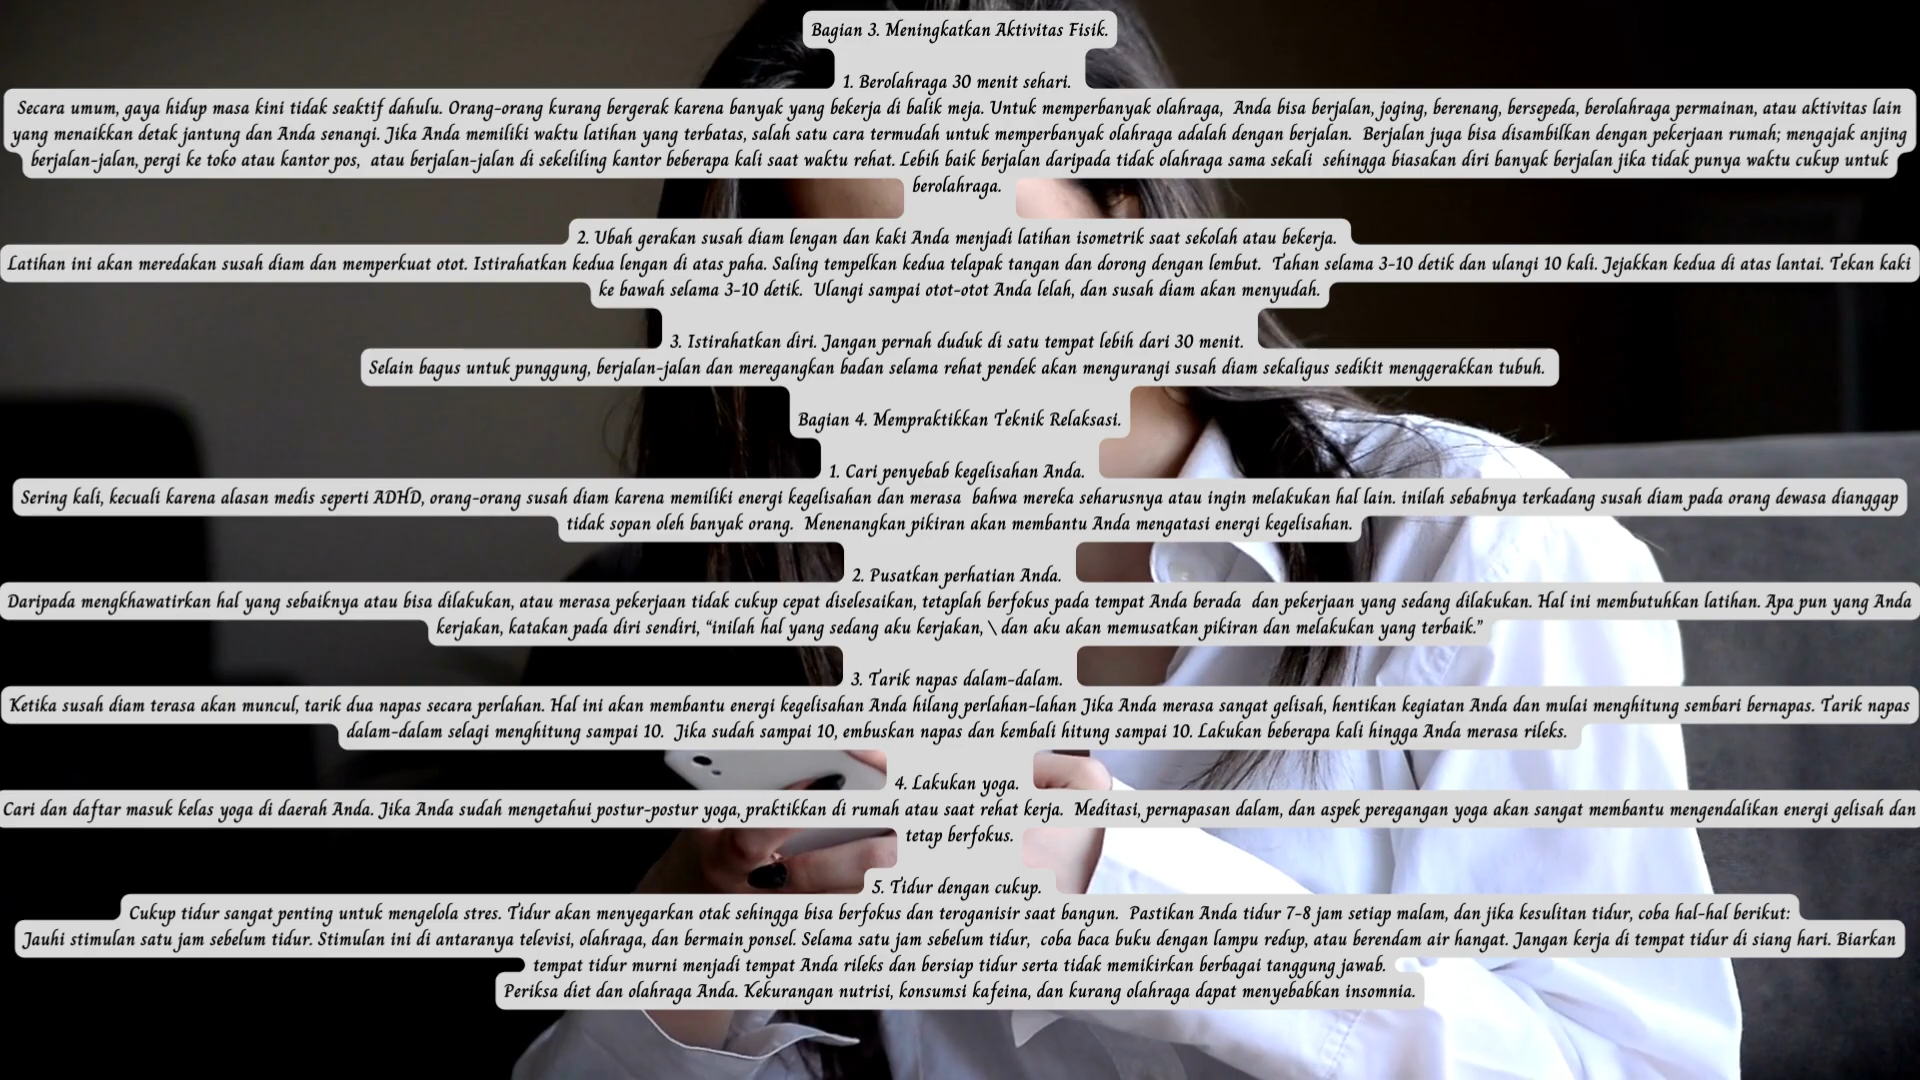 Bagian 3. Meningkatkan Aktivitas Fisik.
1. Berolahraga 30 menit sehari.
Secara umum, gaya hidup masa kini tidak seaktif dahulu. Orang-orang kurang bergerak karena banyak yang bekerja di balik meja. Untuk memperbanyak olahraga, Anda bisa berjalan, joging, berenang, bersepeda, berolahraga permainan, atau aktivitas lain
yang menaikkan detak jantung dan Anda senangi. Jika Anda memiliki waktu latihan yang terbatas, salah satu cara termudah untuk memperbanyak olahraga adalah dengan berjalan. Berjalan juga bisa disambilkan dengan pekerjaan rumah; mengajak anjing
berjalan-jalan, pergi ke toko atau kantor pos, atau berjalan-jalan di sekeliling kantor beberapa kali saat waktu rehat. Lebih baik berjalan daripada tidak olahraga sama sekali sehingga biasakan diri banyak berjalan jika tidak punya waktu cukup untuk
berolahraga.
2. Ubah gerakan susah diam lengan dan kaki Anda menjadi latihan isometrik saat sekolah atau bekerja.
Latihan ini akan meredakan susah diam dan memperkuat otot. Istirahatkan kedua lengan di atas paha. Saling tempelkan kedua telapak tangan dan dorong dengan lembut. Tahan selama 3-10 detik dan ulangi 10 kali. Jejakkan kedua di atas lantai. Tekan kaki
ke bawah selama 3-10 detik. Ulangi sampai otot-otot Anda lelah, dan susah diam akan menyudah.
3. Istirahatkan diri. Jangan pernah duduk di satu tempat lebih dari 30 menit.
Selain bagus untuk punggung, berjalan-jalan dan meregangkan badan selama rehat pendek akan mengurangi susah diam sekaligus sedikit menggerakkan tubuh.
Bagian 4. Mempraktikkan Teknik Relaksasi.
1. Cari penyebab kegelisahan Anda.
Sering kali, kecuali karena alasan medis seperti ADHD, orang-orang susah diam karena memiliki energi kegelisahan dan merasa bahwa mereka seharusnya atau ingin melakukan hal lain. inilah sebabnya terkadang susah diam pada orang dewasa dianggap
tidak sopan oleh banyak orang. Menenangkan pikiran akan membantu Anda mengatasi energi kegelisahan.
2. Pusatkan perhatian Anda.
Daripada mengkhawatirkan hal yang sebaiknya atau bisa dilakukan, atau merasa pekerjaan tidak cukup cepat diselesaikan, tetaplah berfokus pada tempat Anda berada dan pekerjaan yang sedang dilakukan. Hal ini membutuhkan latihan. Apa pun yang Anda
kerjakan, katakan pada diri sendiri, “inilah hal yang sedang aku kerjakan, \ dan aku akan memusatkan pikiran dan melakukan yang terbaik.”
3. Tarik napas dalam-dalam.
Ketika susah diam terasa akan muncul, tarik dua napas secara perlahan. Hal ini akan membantu energi kegelisahan Anda hilang perlahan-lahan Jika Anda merasa sangat gelisah, hentikan kegiatan Anda dan mulai menghitung sembari bernapas. Tarik napas
dalam-dalam selagi menghitung sampai 10. Jika sudah sampai 10, embuskan napas dan kembali hitung sampai 10. Lakukan beberapa kali hingga Anda merasa rileks.
4. Lakukan yoga.
Cari dan daftar masuk kelas yoga di daerah Anda. Jika Anda sudah mengetahui postur-postur yoga, praktikkan di rumah atau saat rehat kerja. Meditasi, pernapasan dalam, dan aspek peregangan yoga akan sangat membantu mengendalikan energi gelisah dan
tetap berfokus.
5. Tidur dengan cukup.
Cukup tidur sangat penting untuk mengelola stres. Tidur akan menyegarkan otak sehingga bisa berfokus dan teroganisir saat bangun. Pastikan Anda tidur 7-8 jam setiap malam, dan jika kesulitan tidur, coba hal-hal berikut:
Jauhi stimulan satu jam sebelum tidur. Stimulan ini di antaranya televisi, olahraga, dan bermain ponsel. Selama satu jam sebelum tidur, coba baca buku dengan lampu redup, atau berendam air hangat. Jangan kerja di tempat tidur di siang hari. Biarkan
tempat tidur murni menjadi tempat Anda rileks dan bersiap tidur serta tidak memikirkan berbagai tanggung jawab.
Periksa diet dan olahraga Anda. Kekurangan nutrisi, konsumsi kafeina, dan kurang olahraga dapat menyebabkan insomnia.